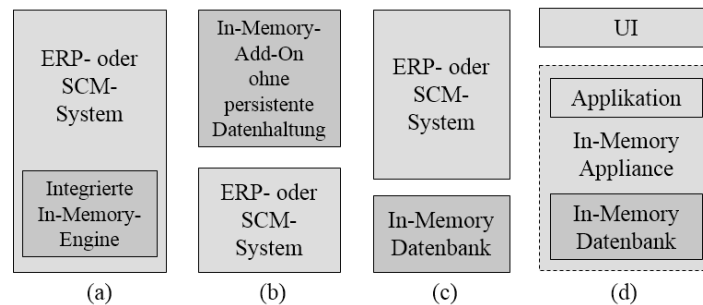 ERP- oder
SCM-
System
Integrierte
In-Memory-
Engine
(a)
In-Memory-
Add-On
ohne
persistente
Datenhaltung
ERP- oder
SCM-
System
(b)
ERP- oder
SCM-
System
In-Memory
Datenbank
(c)
UI
Applikation
In-Memory
Appliance
In-Memory
Datenbank
(d)